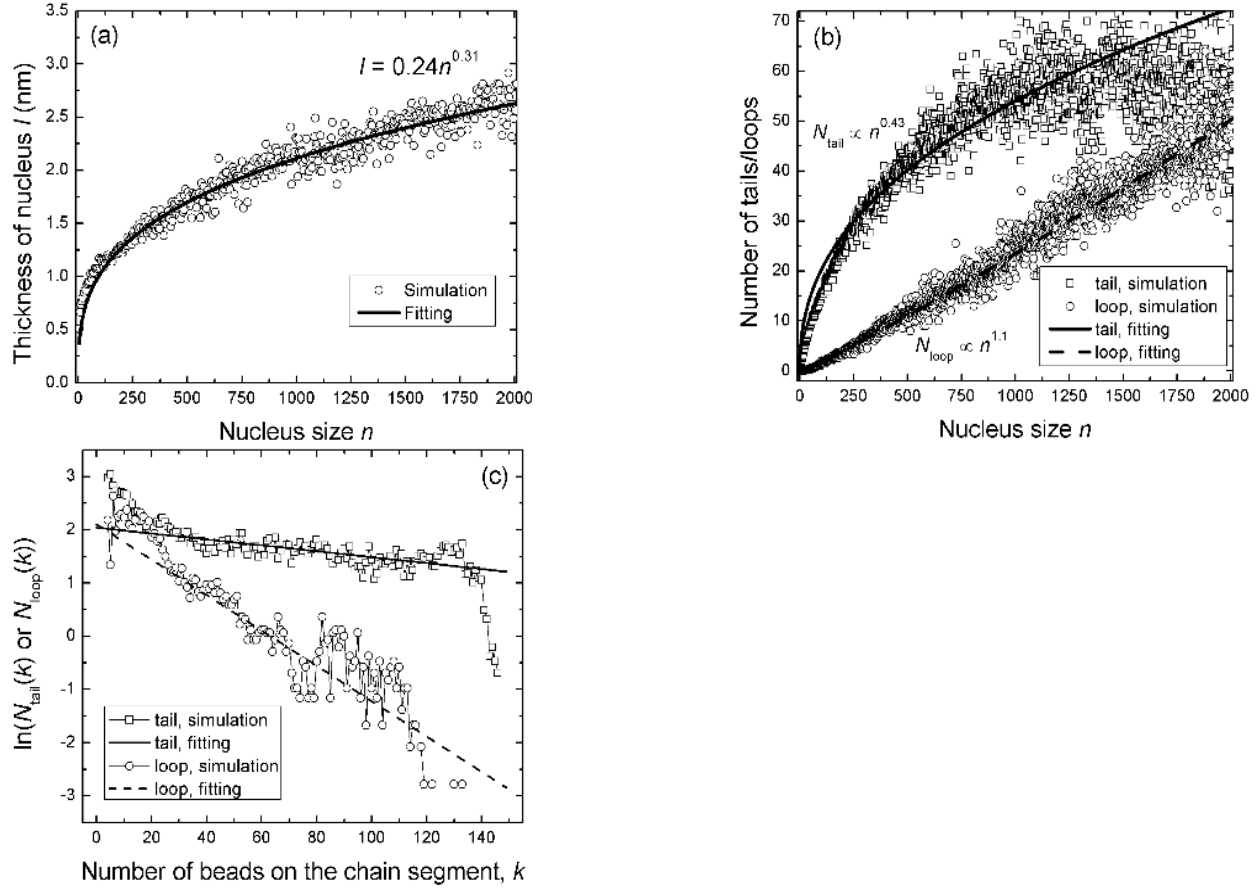 (a)
l = 0.24n^0.31
Thickness of nucleus l (nm)
3.5
3.0
2.5
2.0
1.5
1.0
0.5
0.0
Simulation
Fitting
0 250 500 750 1000 1250 1500 1750 2000
Nucleus size n
(b)
Number of tails/loops
70
60
50
40
30
20
10
0
N_tail ∝ n^0.43
N_loop ∝ n^1.1
tail, simulation
loop, simulation
tail, fitting
loop, fitting
0 250 500 750 1000 1250 1500 1750 2000
Nucleus size n
(c)
ln(N_tail(k) or N_loop(k))
3
2
1
0
-1
-2
-3
tail, simulation
tail, fitting
loop, simulation
loop, fitting
0 20 40 60 80 100 120 140
Number of beads on the chain segment, k